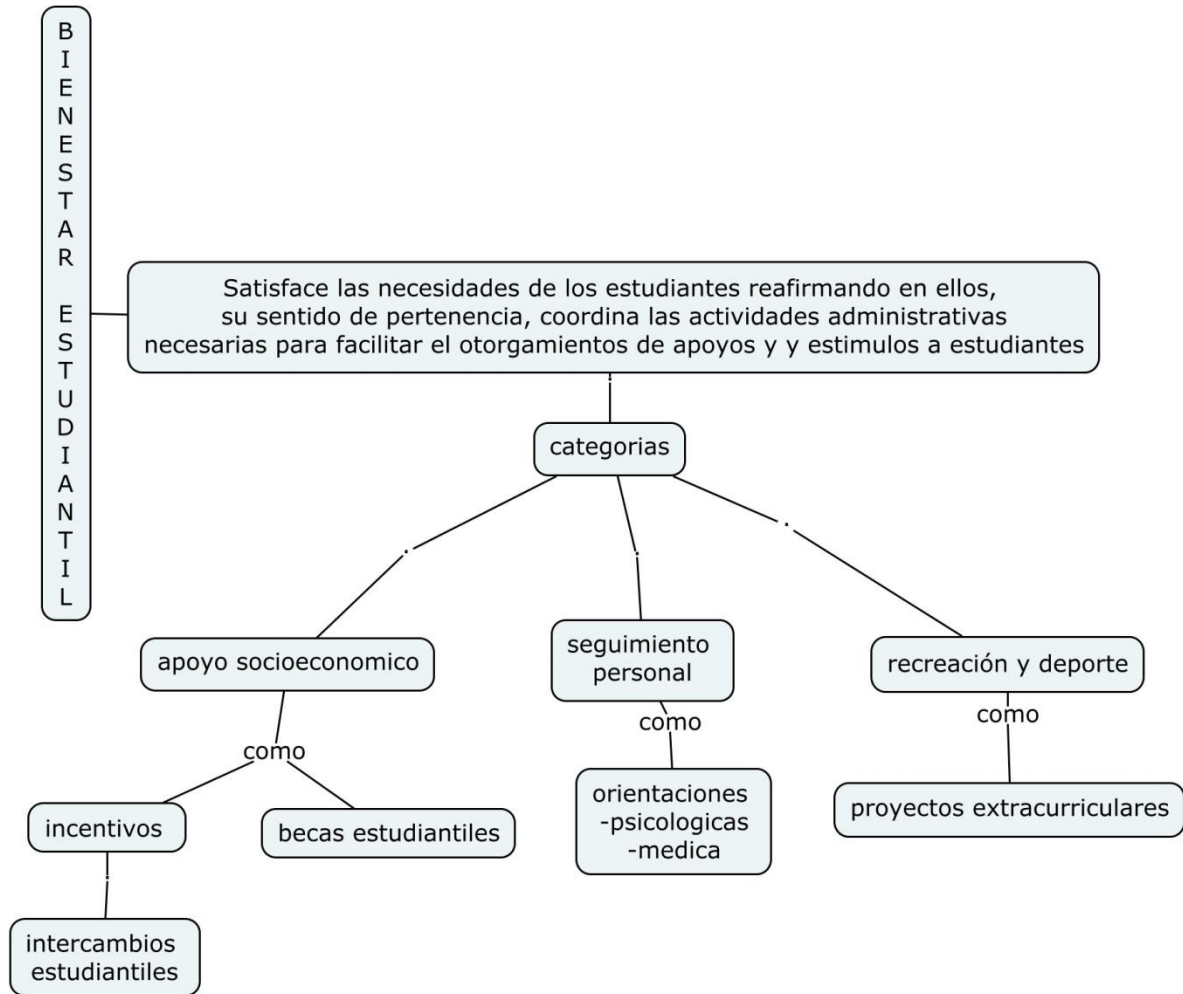 BIENESTAR ESTUDIANTIL
Satisface las necesidades de los estudiantes reafirmando en ellos,
su sentido de pertenencia, coordina las actividades administrativas
necesarias para facilitar el otorgamientos de apoyos y y estimulos a estudiantes
categorias
apoyo socioeconomico
seguimiento
personal
recreación y deporte
como
como
como
incentivos
becas estudiantiles
orientaciones
-psicologicas
-medica
proyectos extracurriculares
intercambios
estudiantiles